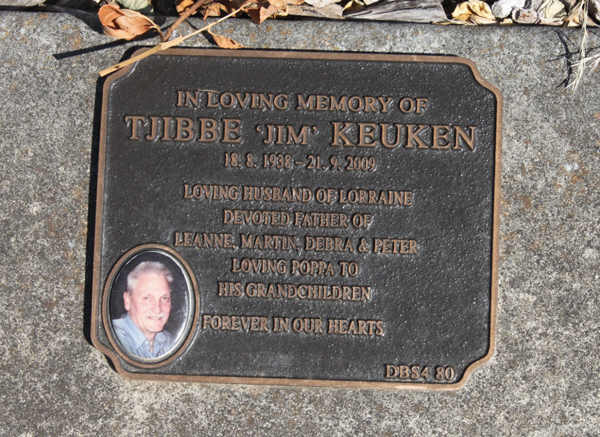 IN LOVING MEMORY OF
TJIBBE 'JIM' KEUKEN
18. 8. 1938 – 21. 9. 2009
LOVING HUSBAND OF LORRAINE
DEVOTED FATHER OF
LEANNE, MARTIN, DEBRA & PETER
LOVING POPPA TO
HIS GRANDCHILDREN
FOREVER IN OUR HEARTS
DBS4 80